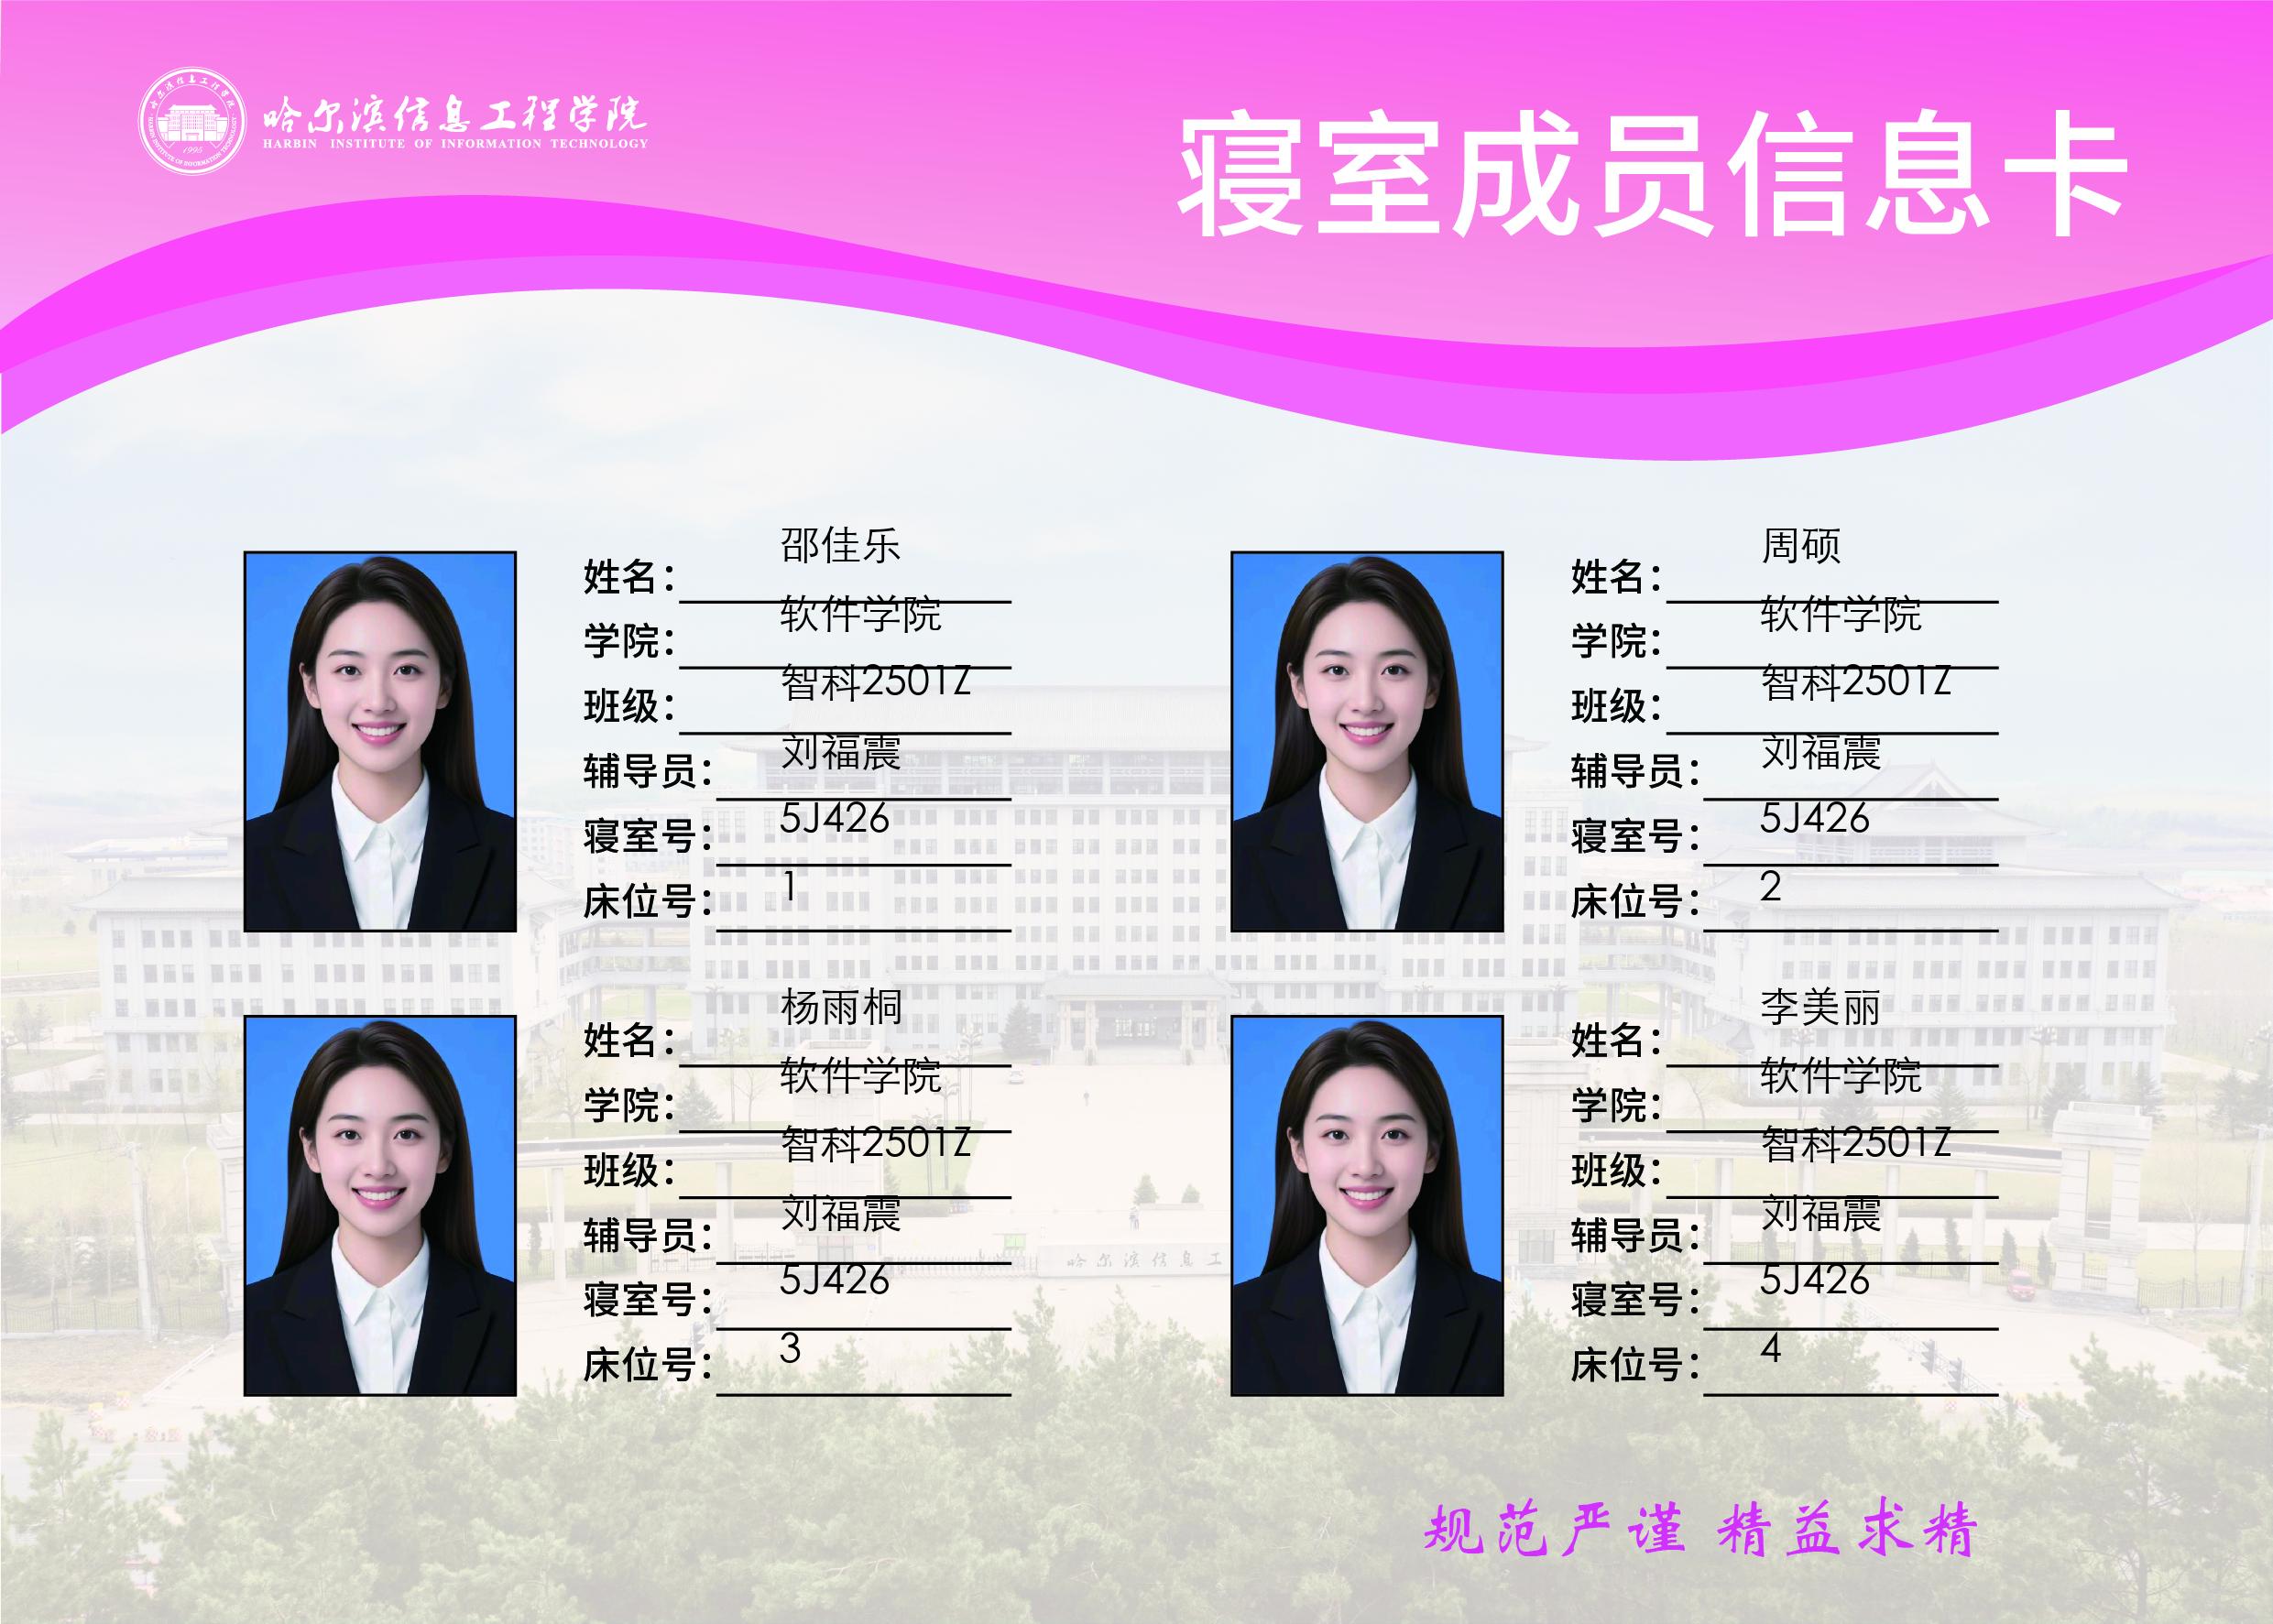 哈尔滨信息工程学院
HARBIN INSTITUTE OF INFORMATION TECHNOLOGY
1995
寝室成员信息卡
姓名：邵佳乐
学院：软件学院
班级：智科2501Z
辅导员：刘福震
寝室号：5J426
床位号：1
姓名：周硕
学院：软件学院
班级：智科2501Z
辅导员：刘福震
寝室号：5J426
床位号：2
姓名：杨雨桐
学院：软件学院
班级：智科2501Z
辅导员：刘福震
寝室号：5J426
床位号：3
姓名：李美丽
学院：软件学院
班级：智科2501Z
辅导员：刘福震
寝室号：5J426
床位号：4
哈尔滨信息工
规范严谨 精益求精